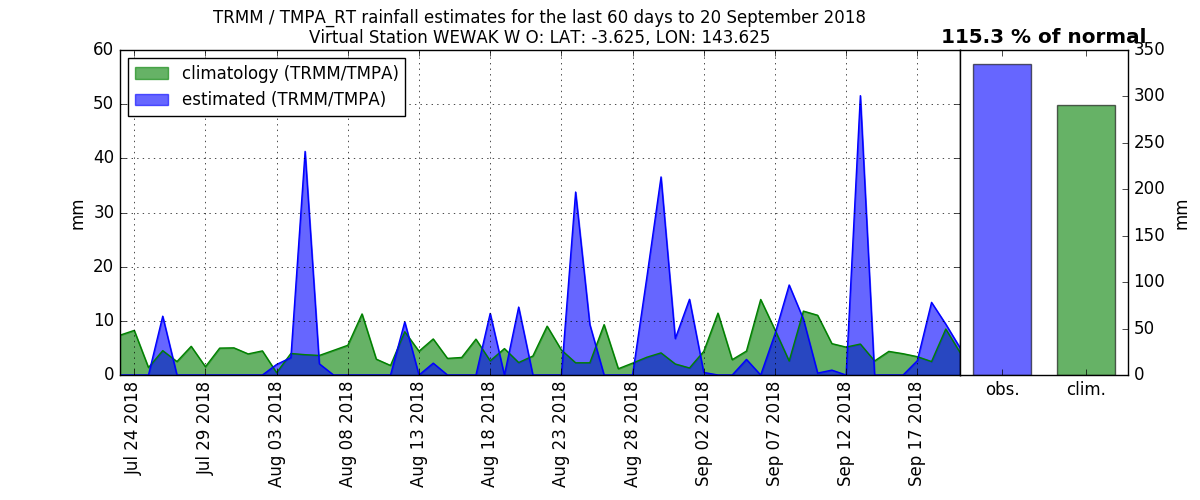 TRMM / TMPA_RT rainfall estimates for the last 60 days to 20 September 2018
Virtual Station WEWAK W O: LAT: -3.625, LON: 143.625
115.3 % of normal
climatology (TRMM/TMPA)
estimated (TRMM/TMPA)
mm
60
50
40
30
20
10
0
Jul 24 2018
Jul 29 2018
Aug 03 2018
Aug 08 2018
Aug 13 2018
Aug 18 2018
Aug 23 2018
Aug 28 2018
Sep 02 2018
Sep 07 2018
Sep 12 2018
Sep 17 2018
obs.
clim.
350
300
250
200
150
100
50
0
mm